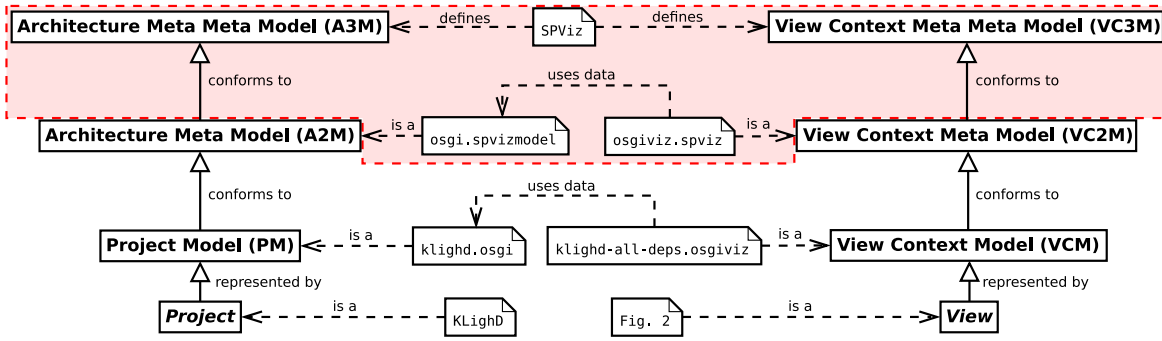 Architecture Meta Meta Model (A3M)
defines
SPViz
defines
View Context Meta Meta Model (VC3M)
conforms to
uses data
conforms to
Architecture Meta Model (A2M)
is a
osgi.spvizmodel
osgiviz.spviz
is a
View Context Meta Model (VC2M)
conforms to
uses data
conforms to
Project Model (PM)
is a
klighd.osgi
klighd-all-deps.osgiviz
is a
View Context Model (VCM)
represented by
represented by
Project
is a
KLighD
Fig. 2
is a
View